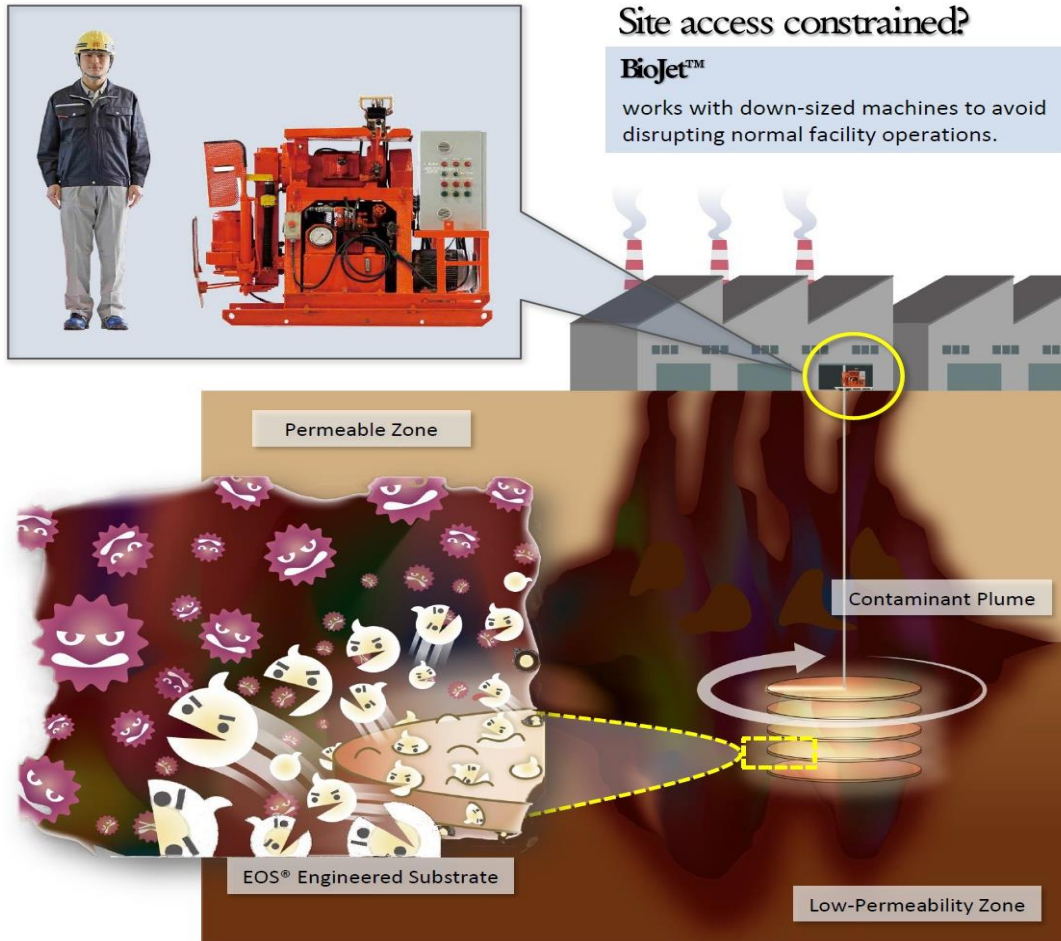 Site access constrained?
BioJet™
works with down-sized machines to avoid
disrupting normal facility operations.
Permeable Zone
Contaminant Plume
EOS® Engineered Substrate
Low-Permeability Zone